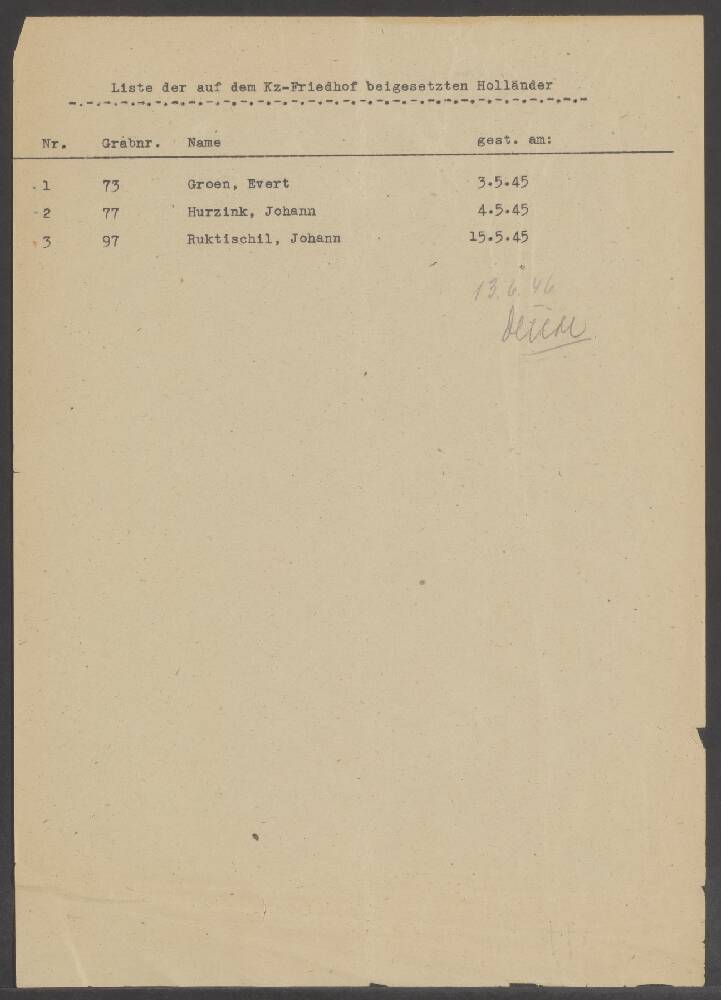 Liste der auf dem Kz-Friedhof beigesetzten Holländer
Nr. Grabnr. Name gest. am:
1 73 Groen, Evert 3.5.45
2 77 Hurzink, Johann 4.5.45
3 97 Ruktischil, Johann 15.5.45
13.6.46